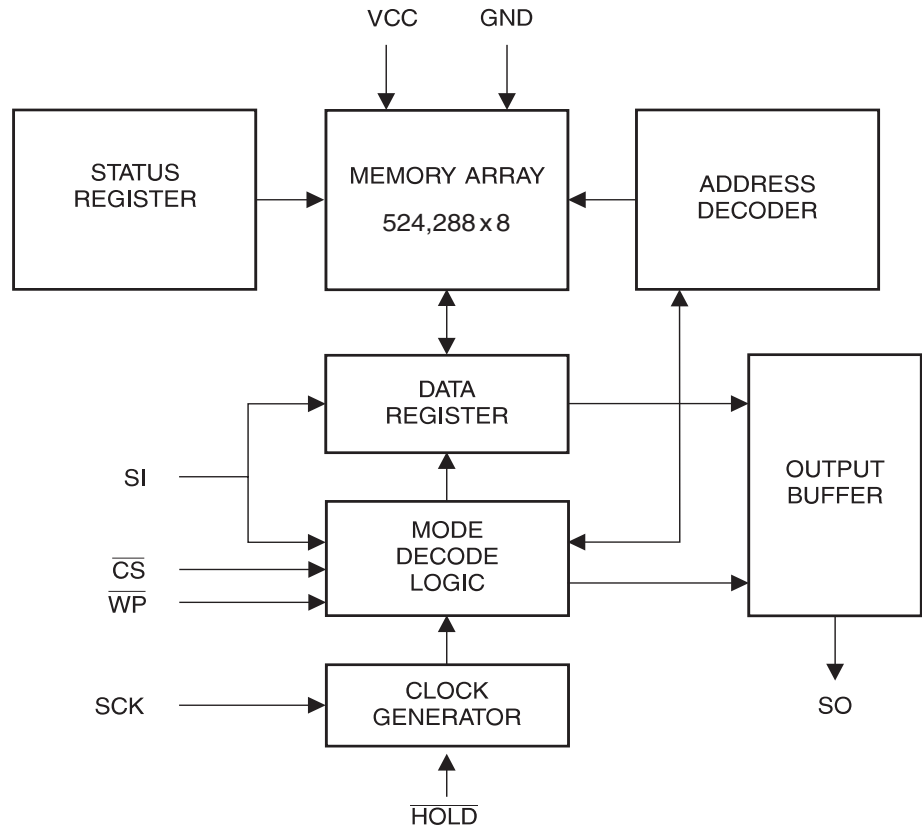 VCC
GND
STATUS
REGISTER
MEMORY ARRAY
524,288 x 8
ADDRESS
DECODER
DATA
REGISTER
OUTPUT
BUFFER
SI
MODE
DECODE
LOGIC
CS
WP
SCK
CLOCK
GENERATOR
SO
HOLD